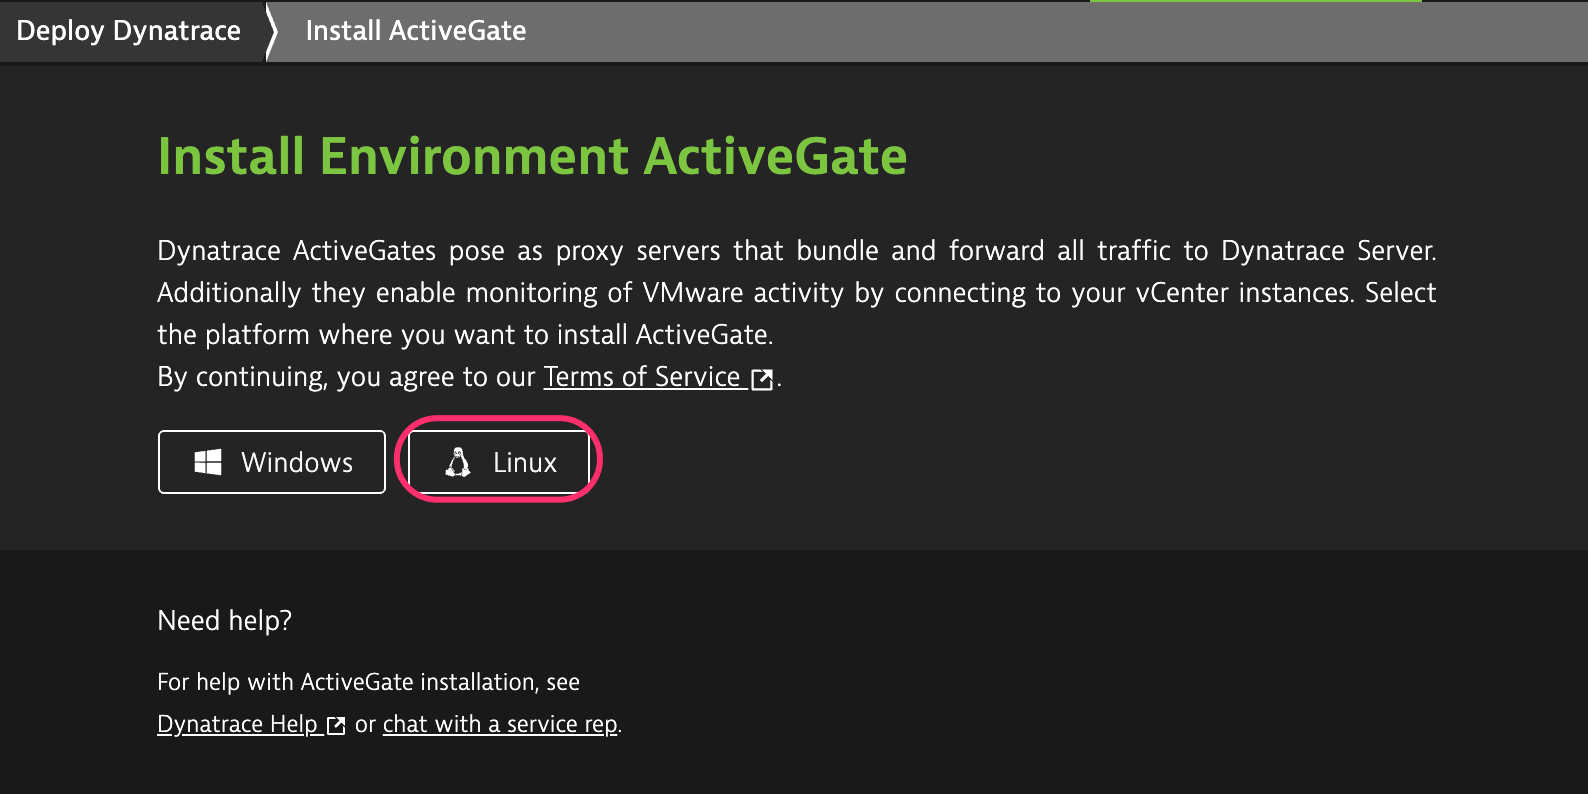 Deploy Dynatrace
Install ActiveGate
Install Environment ActiveGate
Dynatrace ActiveGates pose as proxy servers that bundle and forward all traffic to Dynatrace Server.
Additionally they enable monitoring of VMware activity by connecting to your vCenter instances. Select
the platform where you want to install ActiveGate.
By continuing, you agree to our Terms of Service.
Windows
Linux
Need help?
For help with ActiveGate installation, see
Dynatrace Help or chat with a service rep.